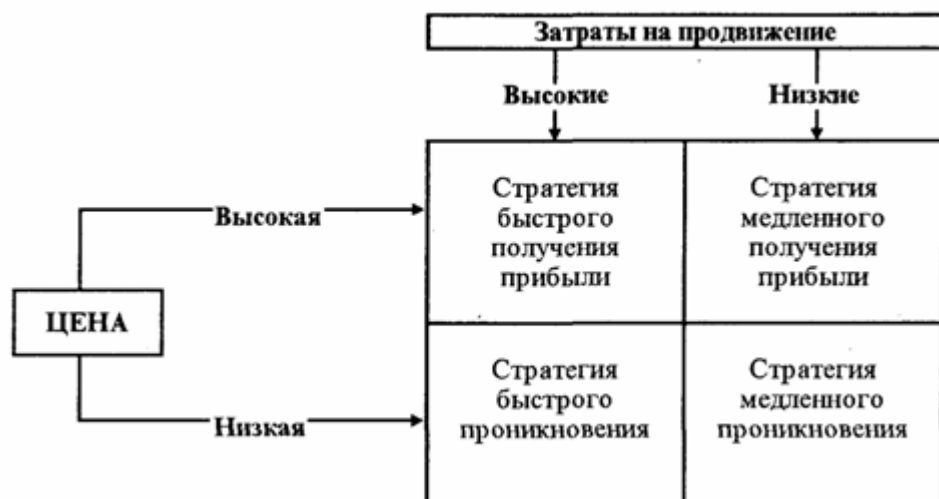 Затраты на продвижение
Высокие
Низкие
Стратегия
быстрого
получения
прибыли
Стратегия
медленного
получения
прибыли
Высокая
ЦЕНА
Стратегия
быстрого
проникновения
Стратегия
медленного
проникновения
Низкая